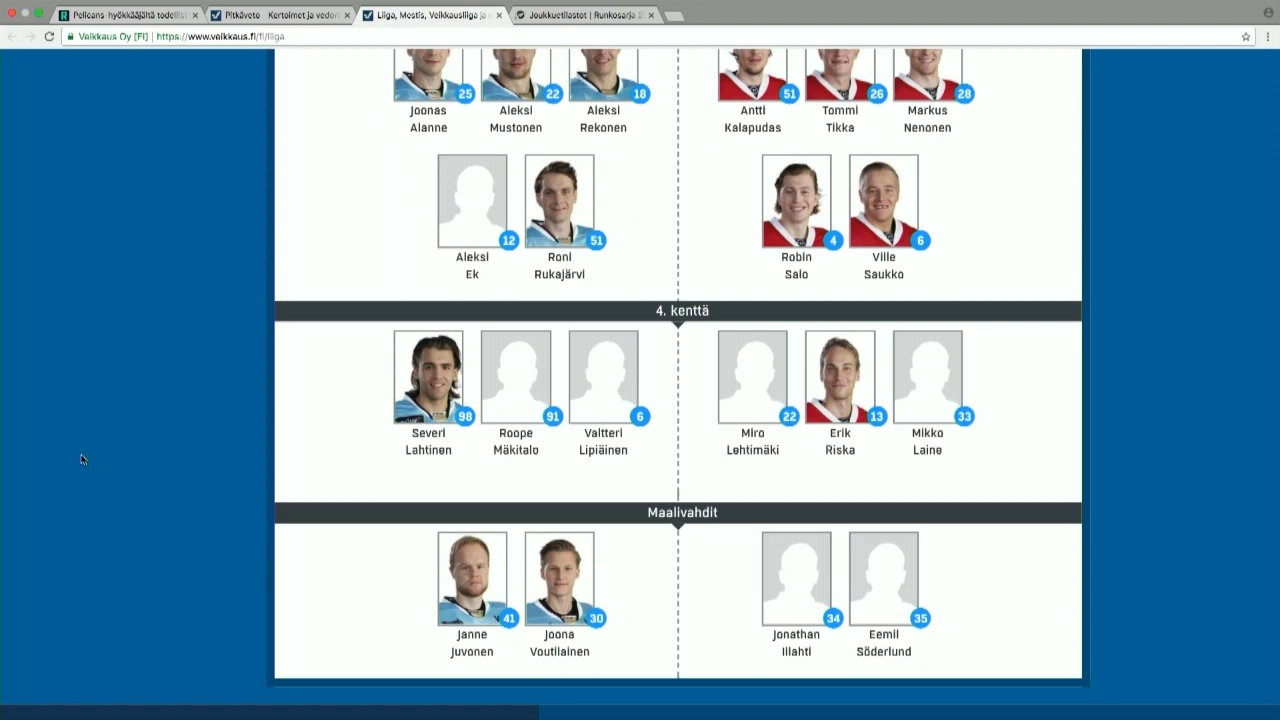 Pelicans-hyökkääjältä todellis
Pitkäveto - Kertoimet ja vedon
Liiga, Mestis, Veikkausliiga ja
Joukkuetilastot | Runkosarja 2
Veikkaus Oy [FI] https://www.veikkaus.fi/fi/liiga
25 22 18 51 26 28
Joonas Aleksi Aleksi Antti Tommi Markus
Alanne Mustonen Rekonen Kalapudas Tikka Nenonen
12 51 4 6
Aleksi Roni Robin Ville
Ek Rukajärvi Salo Saukko
4. kenttä
98 91 6 22 13 33
Severi Roope Valtteri Miro Erik Mikko
Lahtinen Mäkitalo Lipiäinen Lehtimäki Riska Laine
Maalivahdit
41 30 34 35
Janne Joona Jonathan Eemil
Juvonen Voutilainen Iilahti Söderlund